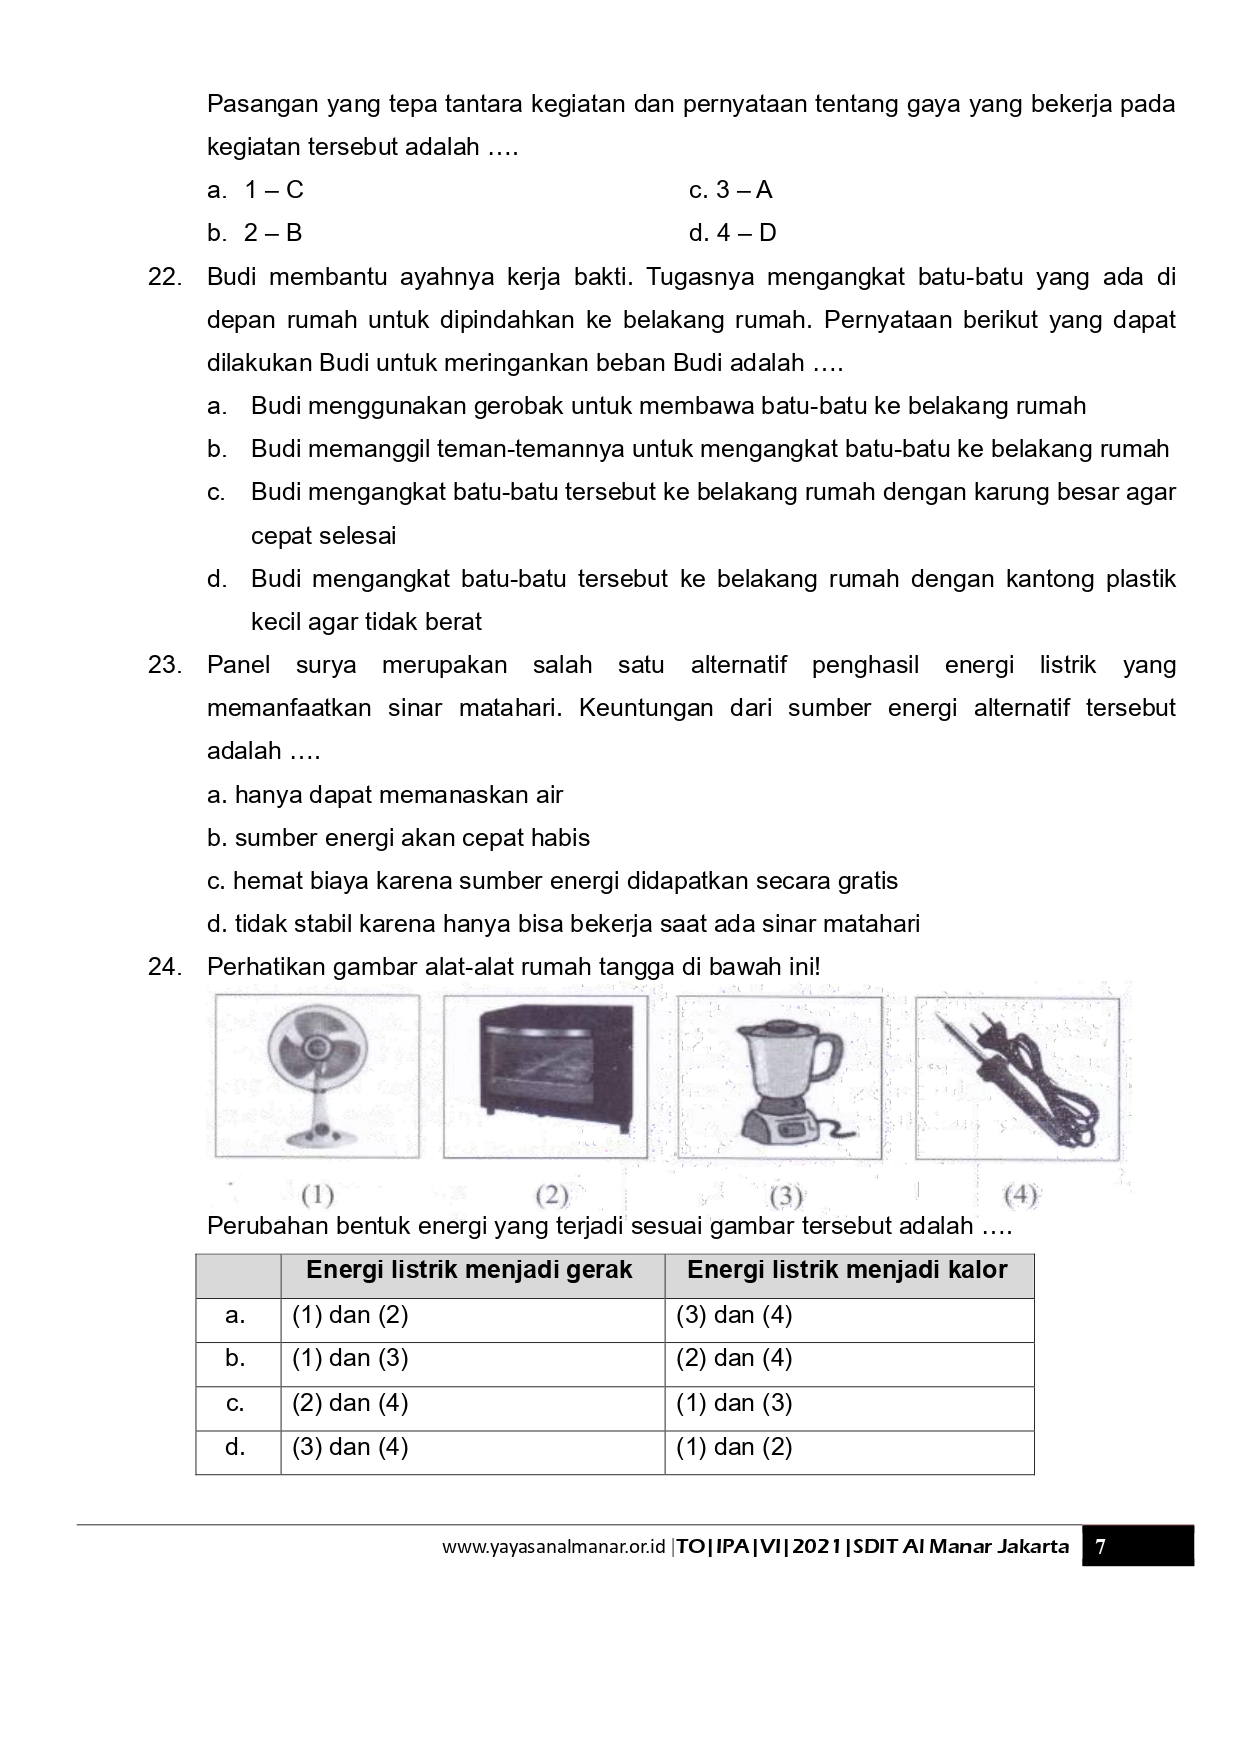 Pasangan yang tepa tantara kegiatan dan pernyataan tentang gaya yang bekerja pada
kegiatan tersebut adalah ….
a. 1 – C c. 3 – A
b. 2 – B d. 4 – D
22. Budi membantu ayahnya kerja bakti. Tugasnya mengangkat batu-batu yang ada di
depan rumah untuk dipindahkan ke belakang rumah. Pernyataan berikut yang dapat
dilakukan Budi untuk meringankan beban Budi adalah ….
a. Budi menggunakan gerobak untuk membawa batu-batu ke belakang rumah
b. Budi memanggil teman-temannya untuk mengangkat batu-batu ke belakang rumah
c. Budi mengangkat batu-batu tersebut ke belakang rumah dengan karung besar agar
cepat selesai
d. Budi mengangkat batu-batu tersebut ke belakang rumah dengan kantong plastik
kecil agar tidak berat
23. Panel surya merupakan salah satu alternatif penghasil energi listrik yang
memanfaatkan sinar matahari. Keuntungan dari sumber energi alternatif tersebut
adalah ….
a. hanya dapat memanaskan air
b. sumber energi akan cepat habis
c. hemat biaya karena sumber energi didapatkan secara gratis
d. tidak stabil karena hanya bisa bekerja saat ada sinar matahari
24. Perhatikan gambar alat-alat rumah tangga di bawah ini!
(1) (2) (3) (4)
Perubahan bentuk energi yang terjadi sesuai gambar tersebut adalah ….
Energi listrik menjadi gerak Energi listrik menjadi kalor
a. (1) dan (2) (3) dan (4)
b. (1) dan (3) (2) dan (4)
c. (2) dan (4) (1) dan (3)
d. (3) dan (4) (1) dan (2)
www.yayasanalmanar.or.id |TO|IPA|VI|2021|SDIT Al Manar Jakarta 7